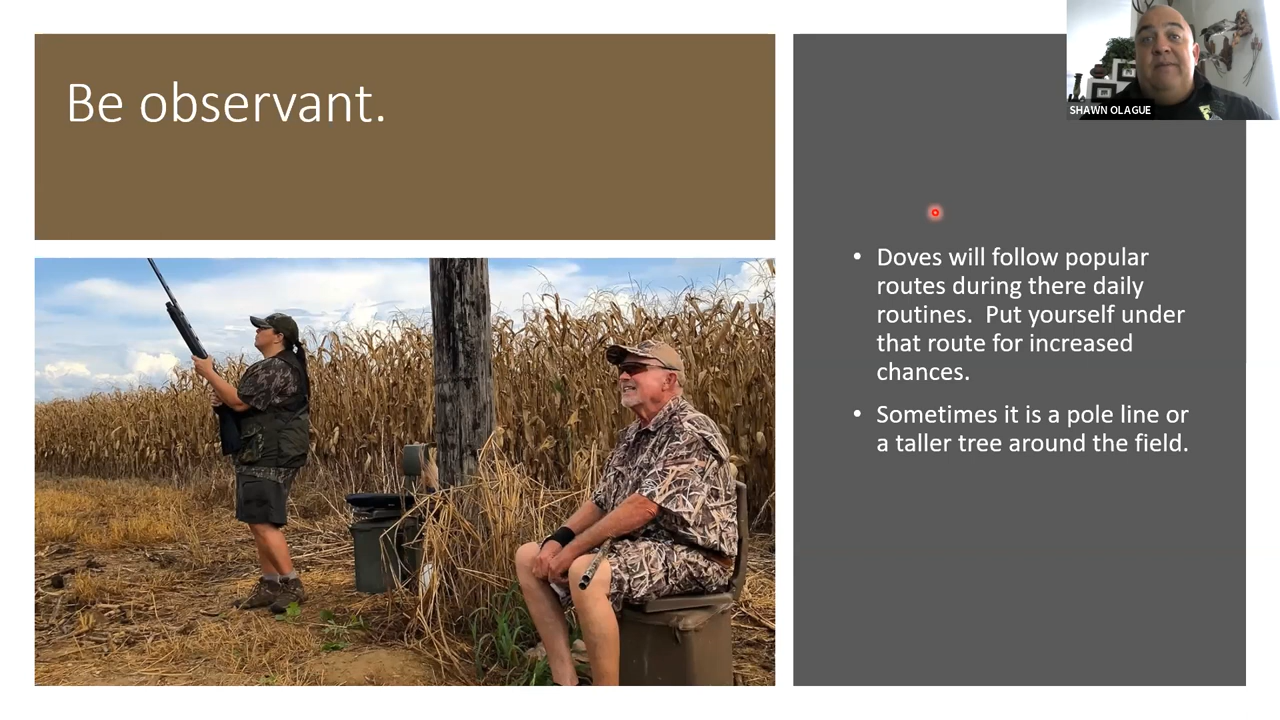 Be observant.
SHAWN OLAGUE
• Doves will follow popular
routes during there daily
routines.  Put yourself under
that route for increased
chances.
• Sometimes it is a pole line or
a taller tree around the field.